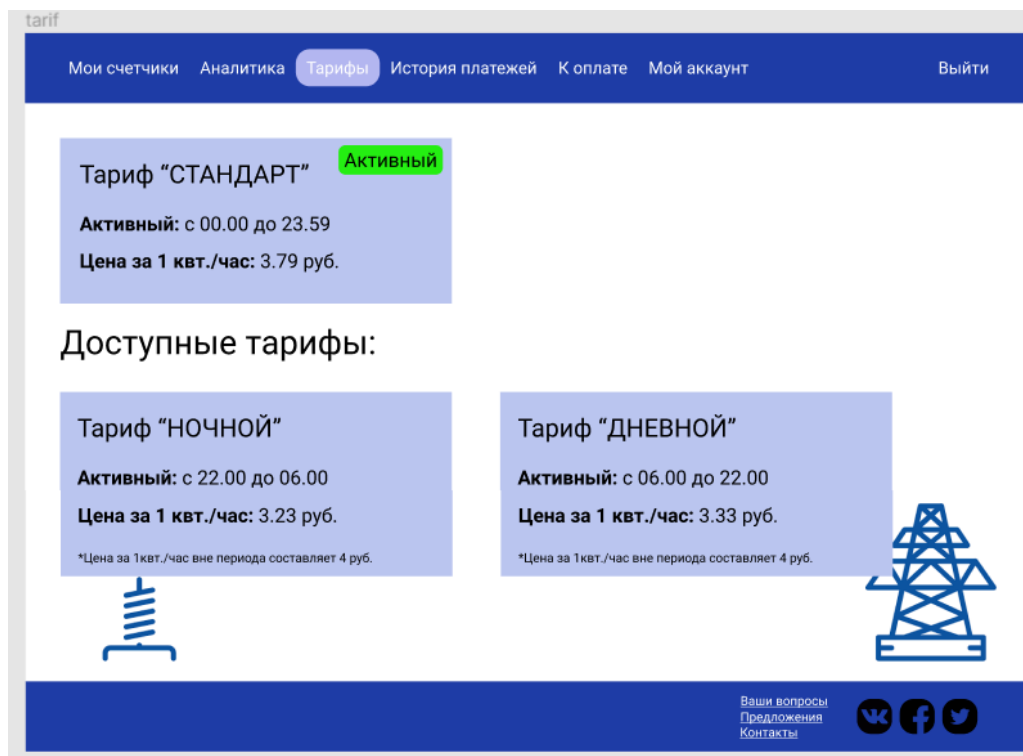 tarif
Мои счетчики Аналитика Тарифы История платежей К оплате Мой аккаунт Выйти
Тариф “СТАНДАРТ”
Активный
Активный: с 00.00 до 23.59
Цена за 1 квт./час: 3.79 руб.
Доступные тарифы:
Тариф “НОЧНОЙ”
Активный: с 22.00 до 06.00
Цена за 1 квт./час: 3.23 руб.
*Цена за 1квт./час вне периода составляет 4 руб.
Тариф “ДНЕВНОЙ”
Активный: с 06.00 до 22.00
Цена за 1 квт./час: 3.33 руб.
*Цена за 1квт./час вне периода составляет 4 руб.
Ваши вопросы
Предложения
Контакты